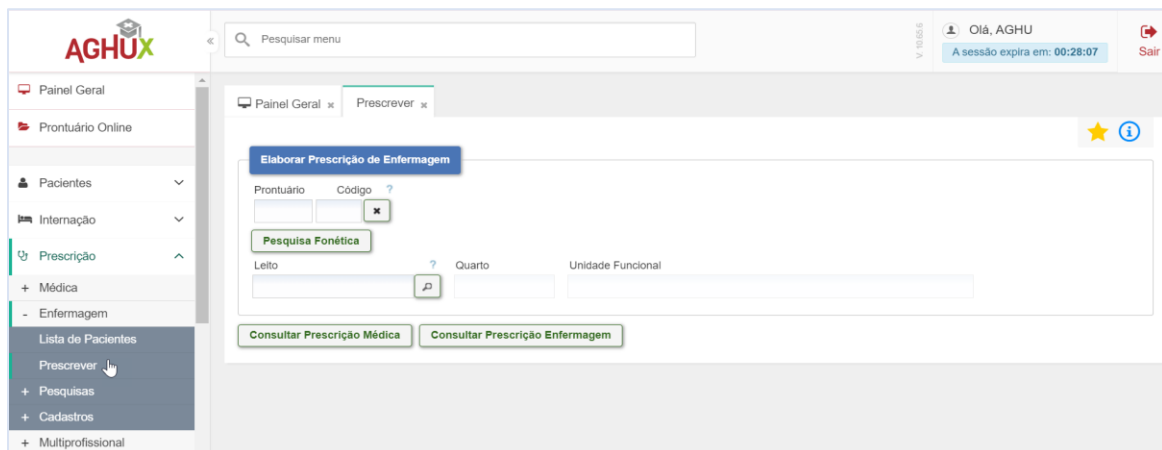 AGHUX
«
Pesquisar menu
V. 10.65.6
Olá, AGHU
A sessão expira em: 00:28:07
Sair
Painel Geral
Prontuário Online
Pacientes
Internação
Prescrição
+ Médica
- Enfermagem
Lista de Pacientes
Prescrever
+ Pesquisas
+ Cadastros
+ Multiprofissional
Painel Geral x
Prescrever x
Elaborar Prescrição de Enfermagem
Prontuário Código ?
Pesquisa Fonética
Leito ? Quarto Unidade Funcional
Consultar Prescrição Médica Consultar Prescrição Enfermagem